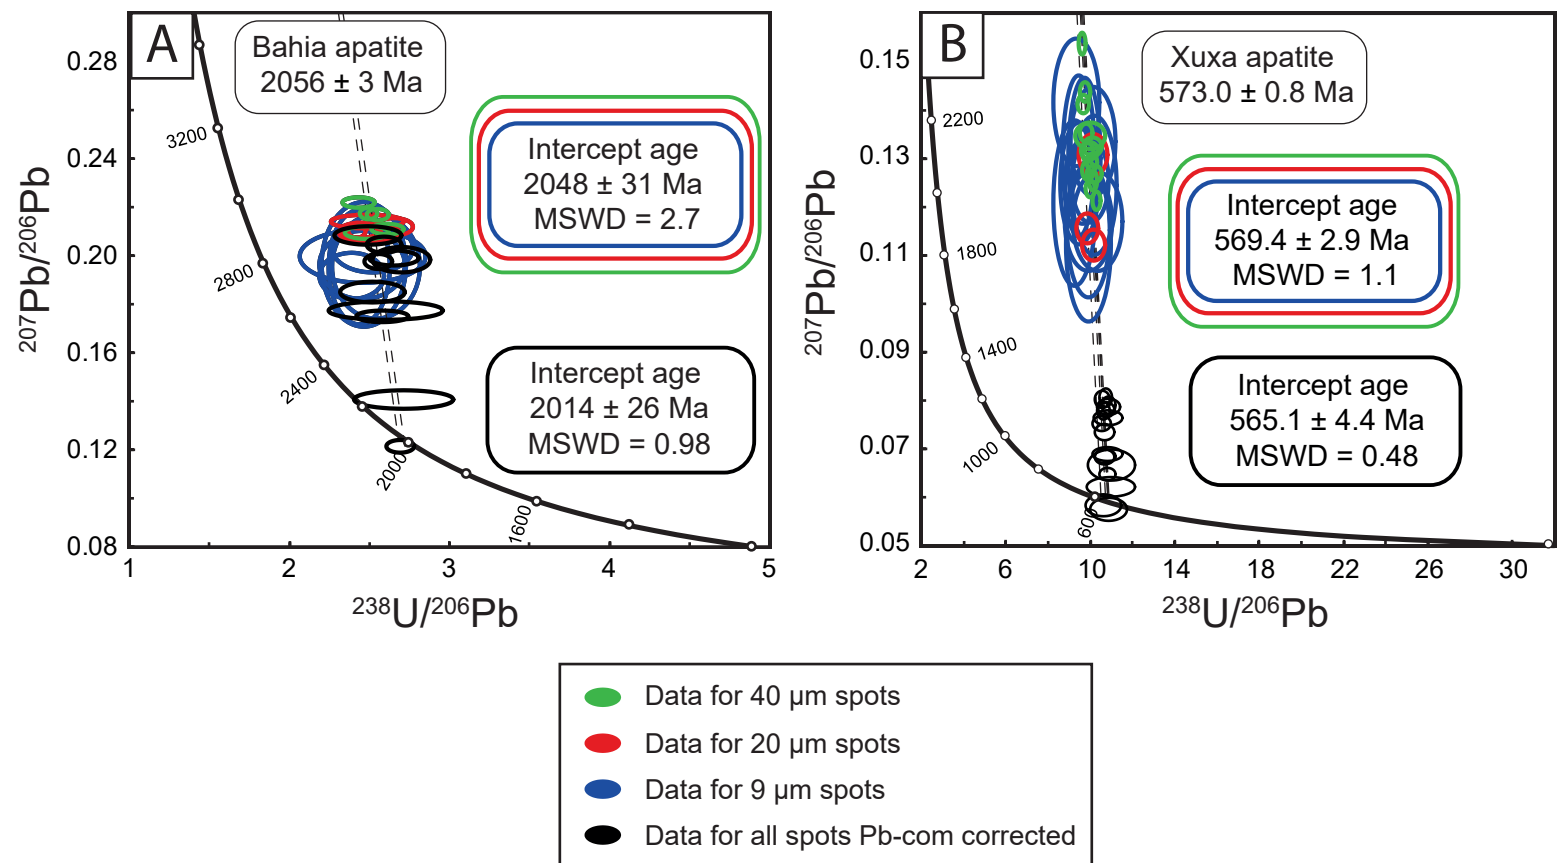 A
Bahia apatite
2056 ± 3 Ma
Intercept age
2048 ± 31 Ma
MSWD = 2.7
Intercept age
2014 ± 26 Ma
MSWD = 0.98
3200
2800
2400
2000
1600
0.28
0.24
0.20
0.16
0.12
0.08
1
2
3
4
5
²⁰⁷Pb/²⁰⁶Pb
²³⁸U/²⁰⁶Pb
B
Xuxa apatite
573.0 ± 0.8 Ma
Intercept age
569.4 ± 2.9 Ma
MSWD = 1.1
Intercept age
565.1 ± 4.4 Ma
MSWD = 0.48
2200
1800
1400
1000
600
0.15
0.13
0.11
0.09
0.07
0.05
2
6
10
14
18
22
26
30
²⁰⁷Pb/²⁰⁶Pb
²³⁸U/²⁰⁶Pb
Data for 40 µm spots
Data for 20 µm spots
Data for 9 µm spots
Data for all spots Pb-com corrected